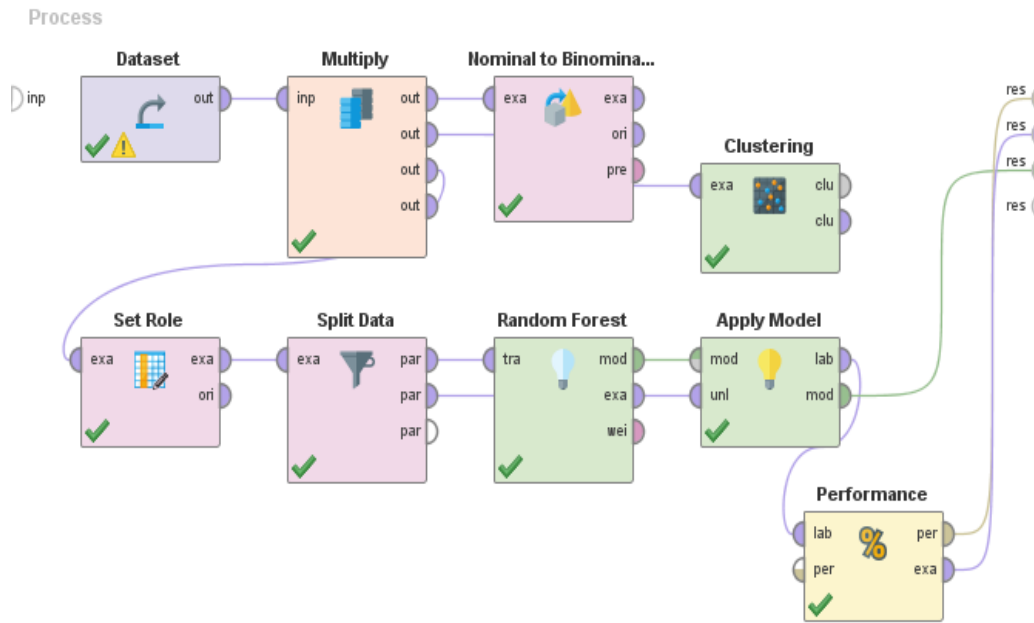 Process
Dataset
Multiply
Nominal to Binomina...
inp
out
inp
out
exa
exa
res
out
ori
res
out
pre
Clustering
res
out
exa
clu
res
clu
Set Role
Split Data
Random Forest
Apply Model
exa
exa
exa
par
tra
mod
mod
lab
ori
par
exa
unl
mod
par
wei
Performance
lab
%
per
per
exa